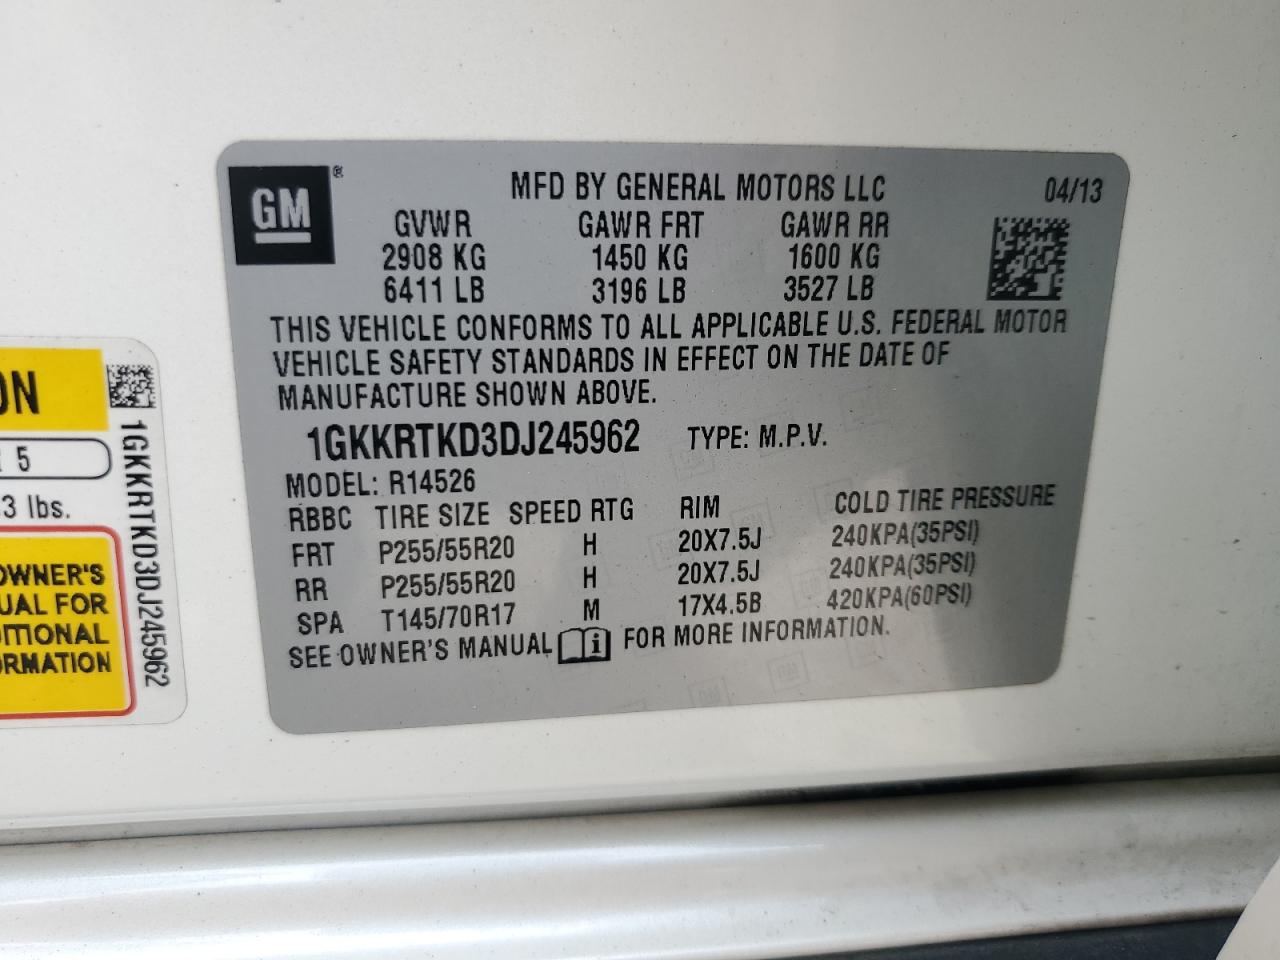 GM ®
MFD BY GENERAL MOTORS LLC 04/13
GVWR GAWR FRT GAWR RR
2908 KG 1450 KG 1600 KG
6411 LB 3196 LB 3527 LB
THIS VEHICLE CONFORMS TO ALL APPLICABLE U.S. FEDERAL MOTOR
VEHICLE SAFETY STANDARDS IN EFFECT ON THE DATE OF
MANUFACTURE SHOWN ABOVE.
1GKKRTKD3DJ245962 TYPE: M.P.V.
MODEL: R14526
RBBC TIRE SIZE SPEED RTG RIM COLD TIRE PRESSURE
FRT P255/55R20 H 20X7.5J 240KPA(35PSI)
RR P255/55R20 H 20X7.5J 240KPA(35PSI)
SPA T145/70R17 M 17X4.5B 420KPA(60PSI)
SEE OWNER'S MANUAL i FOR MORE INFORMATION.
ON
R 5
3 lbs.
OWNER'S
UAL FOR
DITIONAL
ORMATION
1GKKRTKD3DJ245962